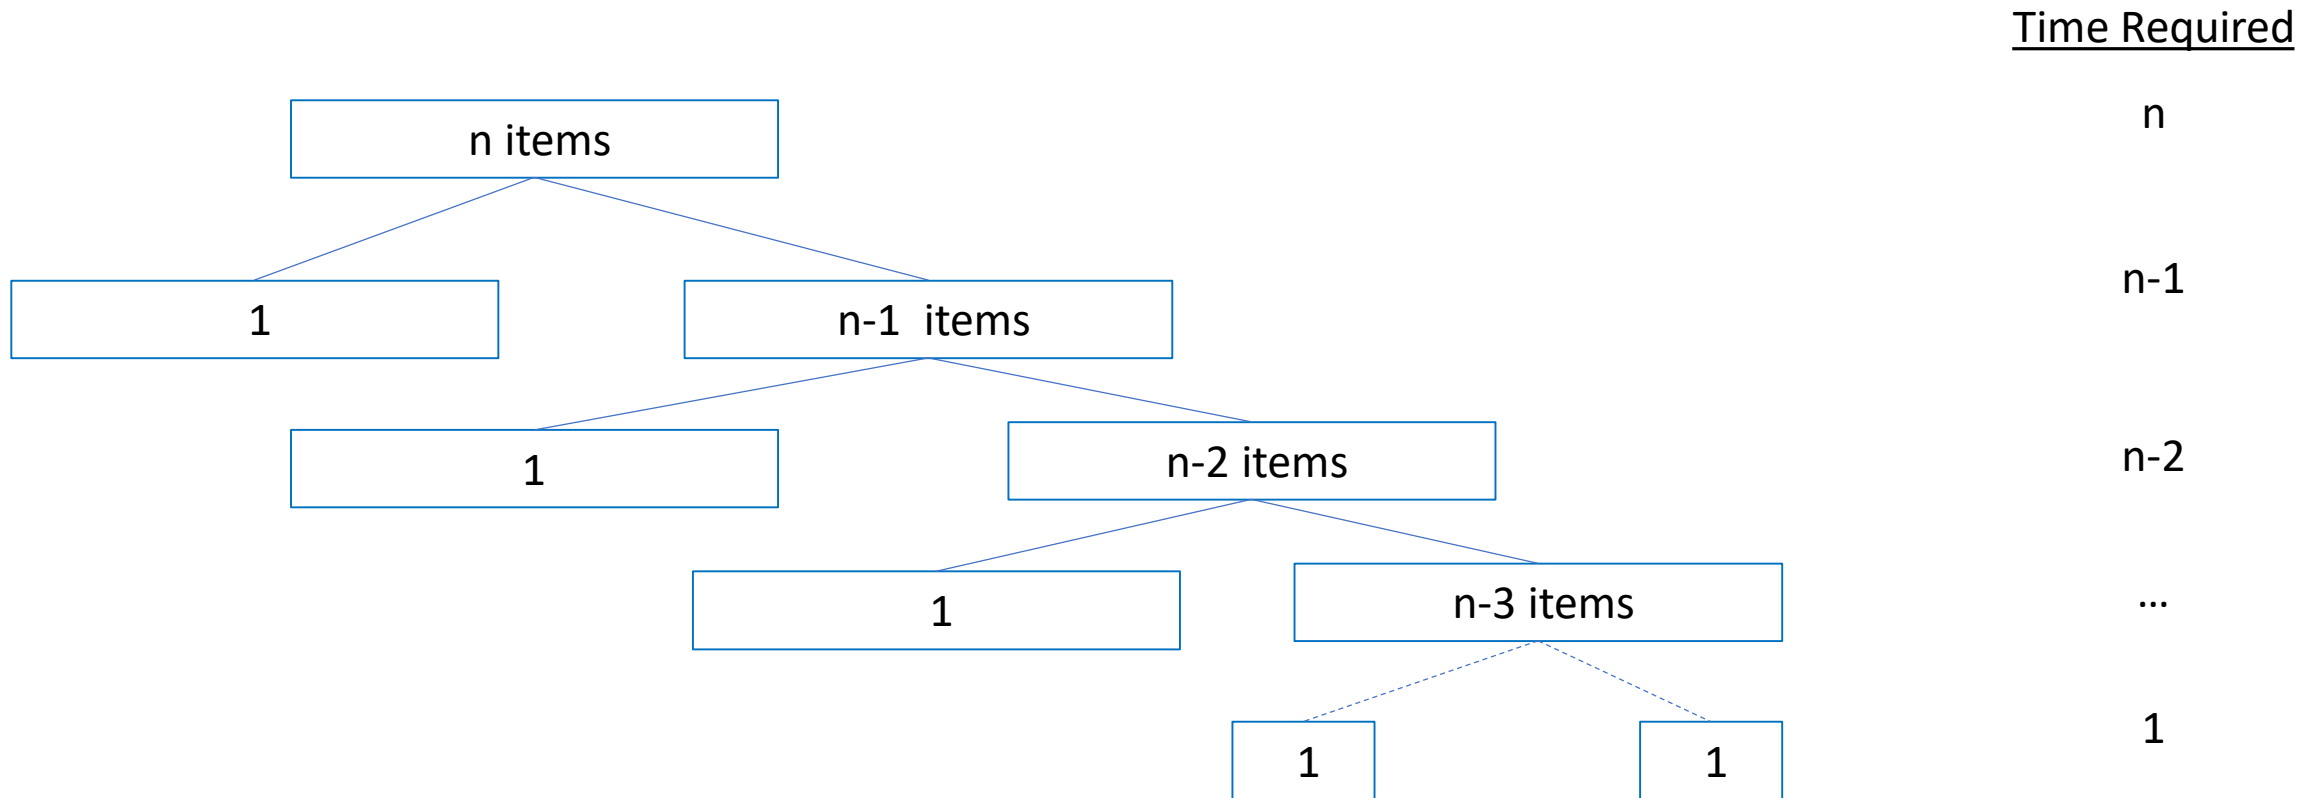 Time Required
n
n items
n-1
1
n-1 items
n-2
1
n-2 items
...
1
n-3 items
1
1
1